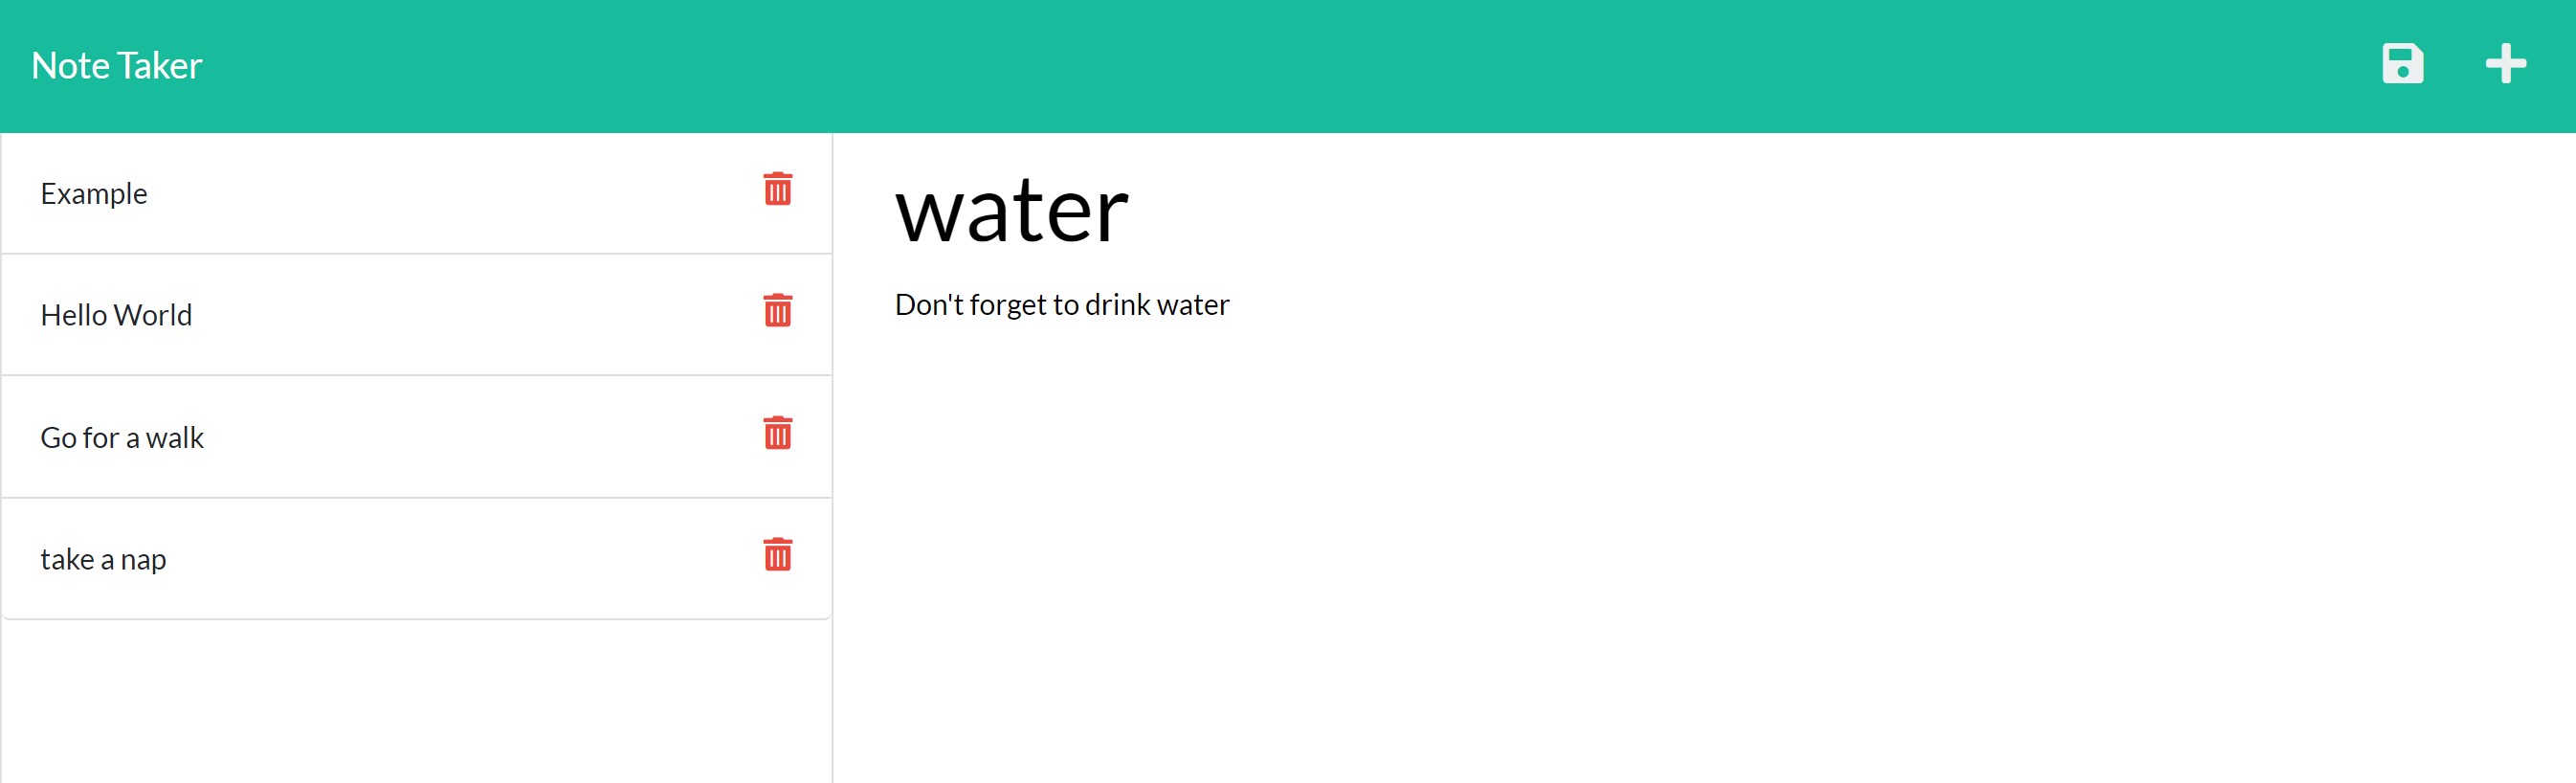 Note Taker
Example
Hello World
Go for a walk
take a nap
water
Don't forget to drink water